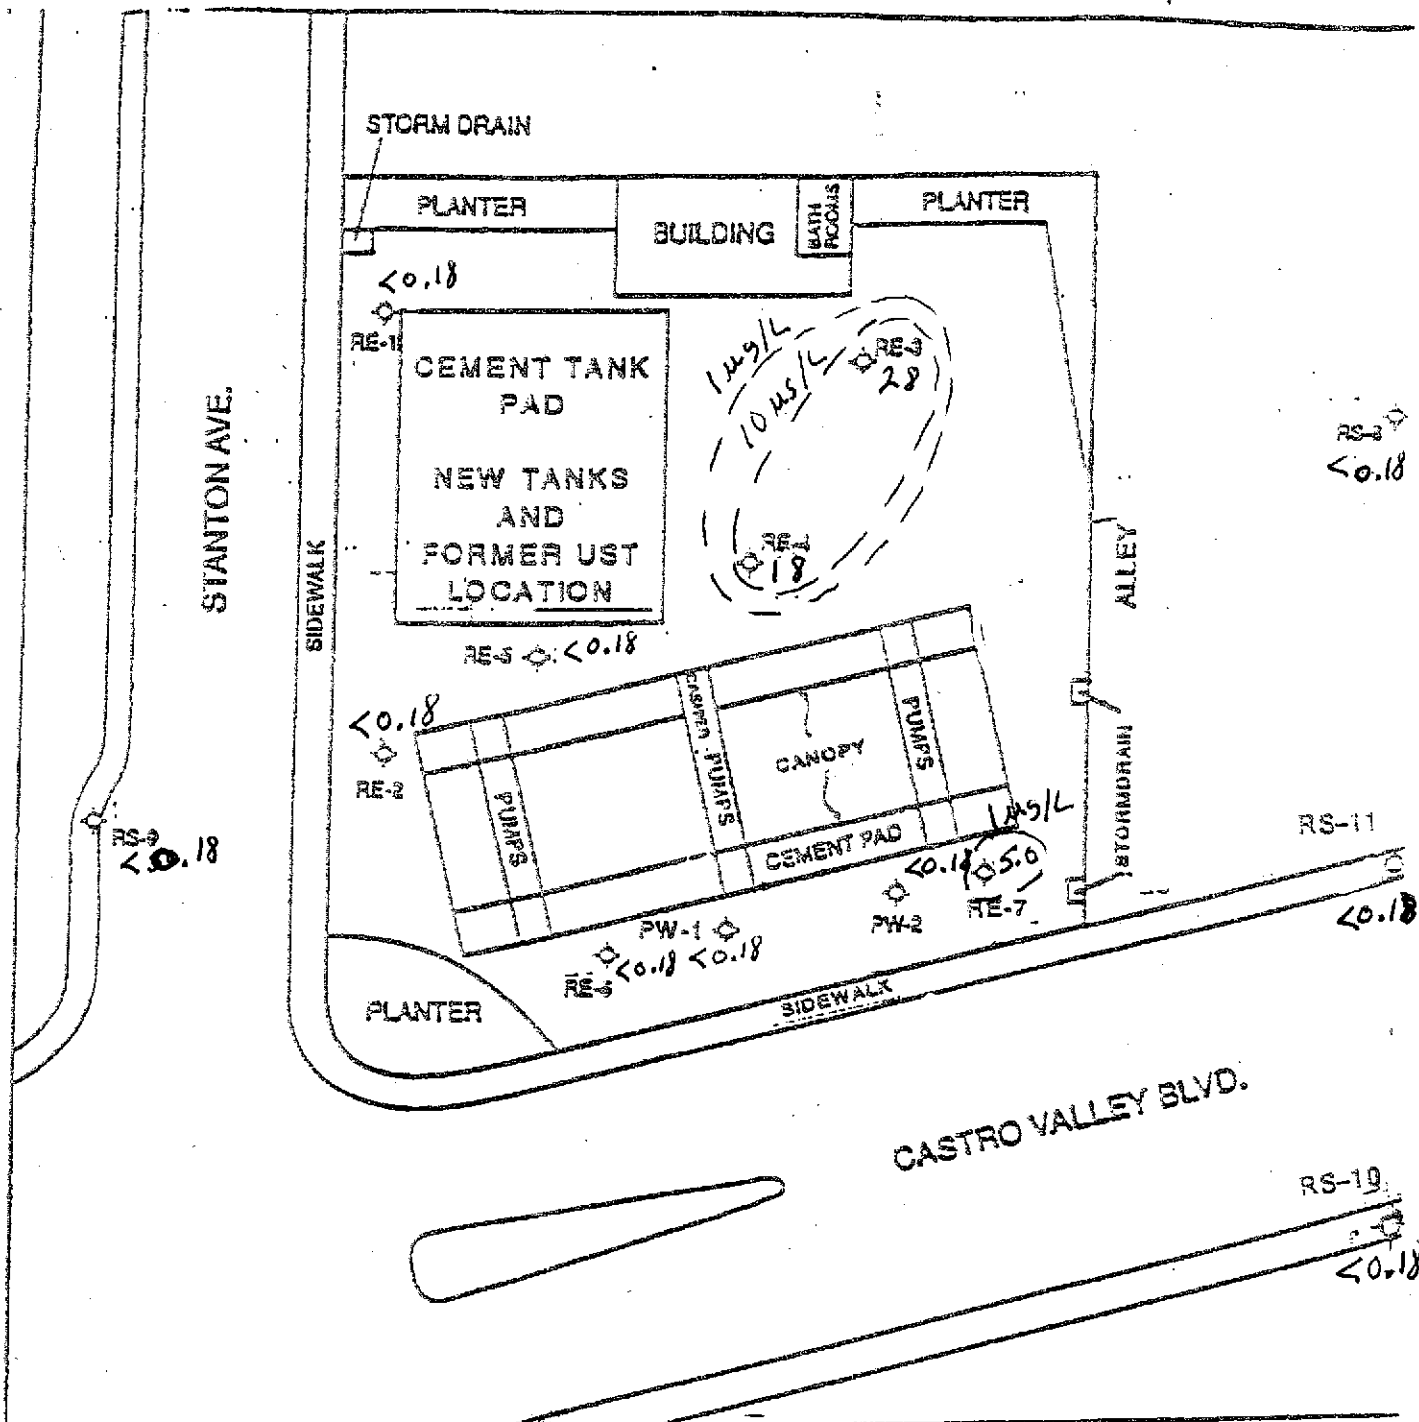 STORM DRAIN
PLANTER
BUILDING
BATH
ROOMS
PLANTER
<0.18
RE-1
CEMENT TANK
PAD
NEW TANKS
AND
FORMER UST
LOCATION
1 µg/L
10 µg/L
RE-3
28
RS-8
<0.18
STANTON AVE.
SIDEWALK
RE-4
18
ALLEY
RE-5 <0.18
<0.18
RE-2
PUMPS
PUMPS
CANOPY
PUMPS
CEMENT PAD
1 µg/L
STORMDRAIN
RS-9
<0.18
RS-11
<0.18
<0.18
5.0
PW-2
RE-7
PW-1
<0.18
RE-6
<0.18
PLANTER
SIDEWALK
CASTRO VALLEY BLVD.
RS-10
<0.18